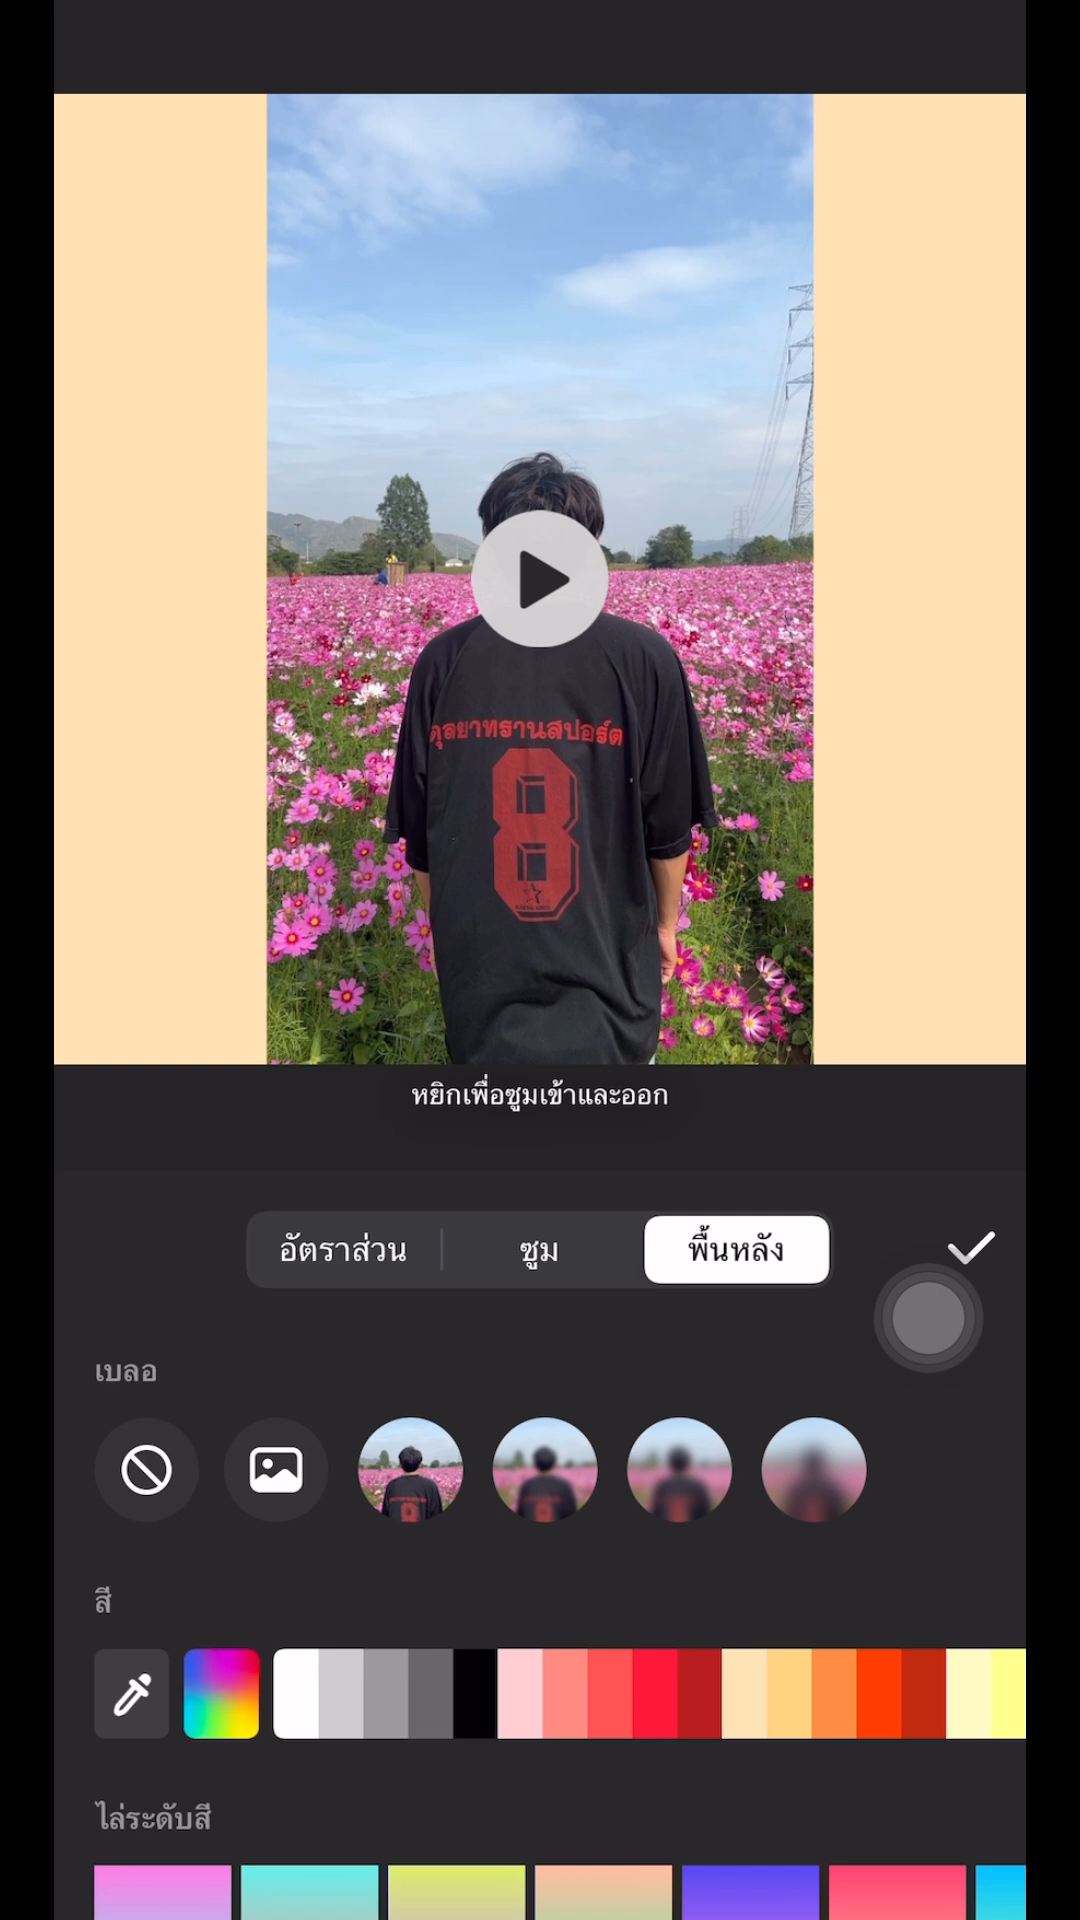 ตุลยาทรานสปอร์ต
8
หยิกเพื่อซูมเข้าและออก
อัตราส่วน
ซูม
พื้นหลัง
เบลอ
สี
ไล่ระดับสี